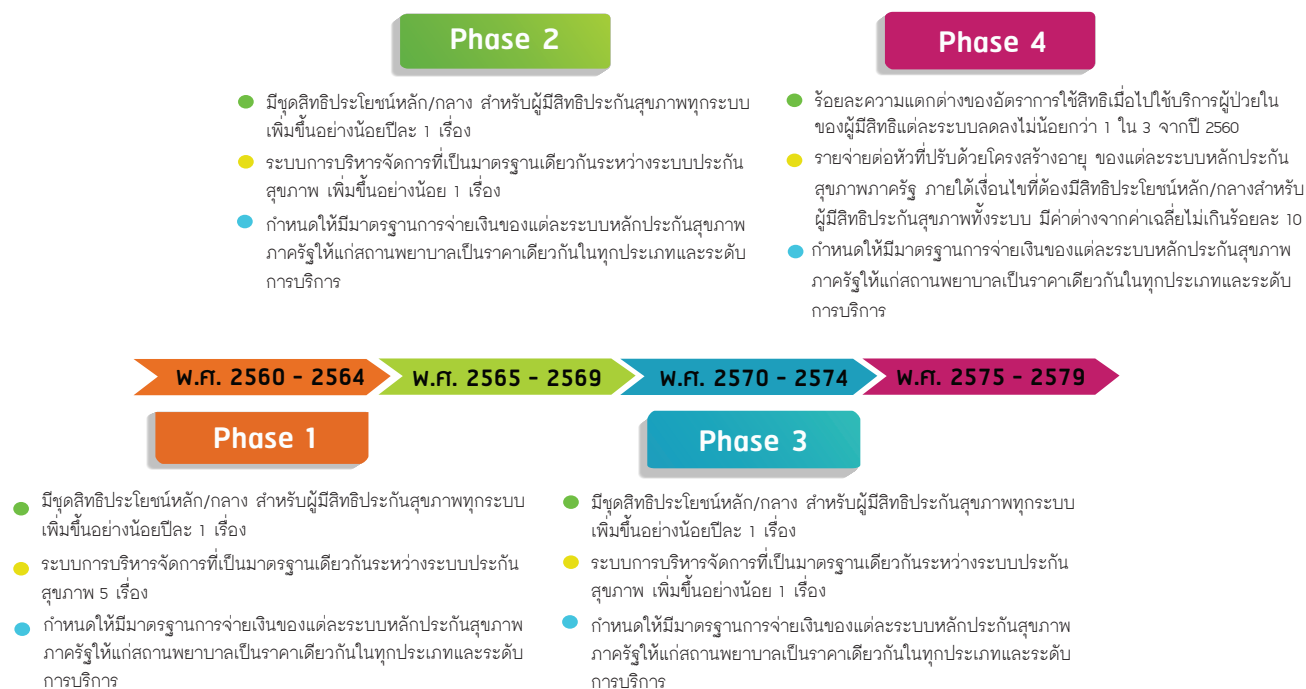 Phase 2
มีชุดสิทธิประโยชน์หลัก/กลาง สำหรับผู้มีสิทธิประกันสุขภาพทุกระบบ
เพิ่มขึ้นอย่างน้อยปีละ 1 เรื่อง
ระบบการบริหารจัดการที่เป็นมาตรฐานเดียวกันระหว่างระบบประกัน
สุขภาพ เพิ่มขึ้นอย่างน้อย 1 เรื่อง
กำหนดให้มีมาตรฐานการจ่ายเงินของแต่ละระบบหลักประกันสุขภาพ
ภาครัฐให้แก่สถานพยาบาลเป็นราคาเดียวกันในทุกประเภทและระดับ
การบริการ
Phase 4
ร้อยละความแตกต่างของอัตราการใช้สิทธิเมื่อไปใช้บริการผู้ป่วยใน
ของผู้มีสิทธิแต่ละระบบลดลงไม่น้อยกว่า 1 ใน 3 จากปี 2560
รายจ่ายต่อหัวที่ปรับด้วยโครงสร้างอายุ ของแต่ละระบบหลักประกัน
สุขภาพภาครัฐ ภายใต้เงื่อนไขที่ต้องมีสิทธิประโยชน์หลัก/กลางสำหรับ
ผู้มีสิทธิประกันสุขภาพทั้งระบบ มีค่าต่างจากค่าเฉลี่ยไม่เกินร้อยละ 10
กำหนดให้มีมาตรฐานการจ่ายเงินของแต่ละระบบหลักประกันสุขภาพ
ภาครัฐให้แก่สถานพยาบาลเป็นราคาเดียวกันในทุกประเภทและระดับ
การบริการ
พ.ศ. 2560 - 2564
พ.ศ. 2565 - 2569
พ.ศ. 2570 - 2574
พ.ศ. 2575 - 2579
Phase 1
มีชุดสิทธิประโยชน์หลัก/กลาง สำหรับผู้มีสิทธิประกันสุขภาพทุกระบบ
เพิ่มขึ้นอย่างน้อยปีละ 1 เรื่อง
ระบบการบริหารจัดการที่เป็นมาตรฐานเดียวกันระหว่างระบบประกัน
สุขภาพ 5 เรื่อง
กำหนดให้มีมาตรฐานการจ่ายเงินของแต่ละระบบหลักประกันสุขภาพ
ภาครัฐให้แก่สถานพยาบาลเป็นราคาเดียวกันในทุกประเภทและระดับ
การบริการ
Phase 3
มีชุดสิทธิประโยชน์หลัก/กลาง สำหรับผู้มีสิทธิประกันสุขภาพทุกระบบ
เพิ่มขึ้นอย่างน้อยปีละ 1 เรื่อง
ระบบการบริหารจัดการที่เป็นมาตรฐานเดียวกันระหว่างระบบประกัน
สุขภาพ เพิ่มขึ้นอย่างน้อย 1 เรื่อง
กำหนดให้มีมาตรฐานการจ่ายเงินของแต่ละระบบหลักประกันสุขภาพ
ภาครัฐให้แก่สถานพยาบาลเป็นราคาเดียวกันในทุกประเภทและระดับ
การบริการ